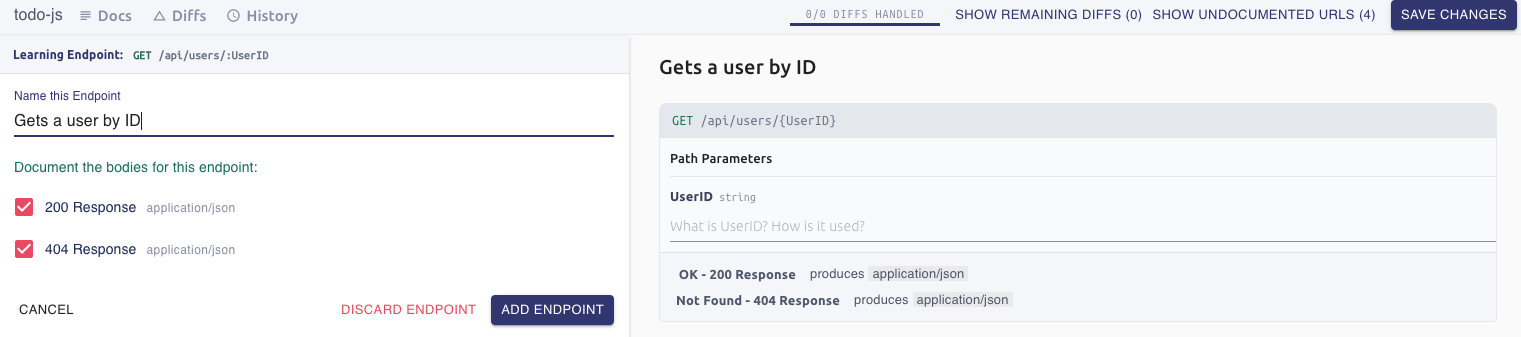 todo-js Docs Diffs History 0/0 DIFFS HANDLED SHOW REMAINING DIFFS (0) SHOW UNDOCUMENTED URLS (4) SAVE CHANGES
Learning Endpoint: GET /api/users/:UserID
Name this Endpoint
Gets a user by ID
Document the bodies for this endpoint:
200 Response application/json
404 Response application/json
CANCEL DISCARD ENDPOINT ADD ENDPOINT
Gets a user by ID
GET /api/users/{UserID}
Path Parameters
UserID string
What is UserID? How is it used?
OK - 200 Response produces application/json
Not Found - 404 Response produces application/json